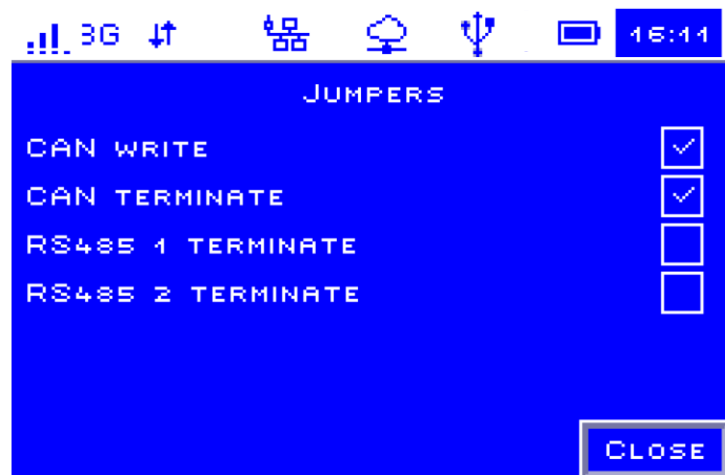 3G 16:11
JUMPERS
CAN WRITE
CAN TERMINATE
RS485 1 TERMINATE
RS485 2 TERMINATE
CLOSE